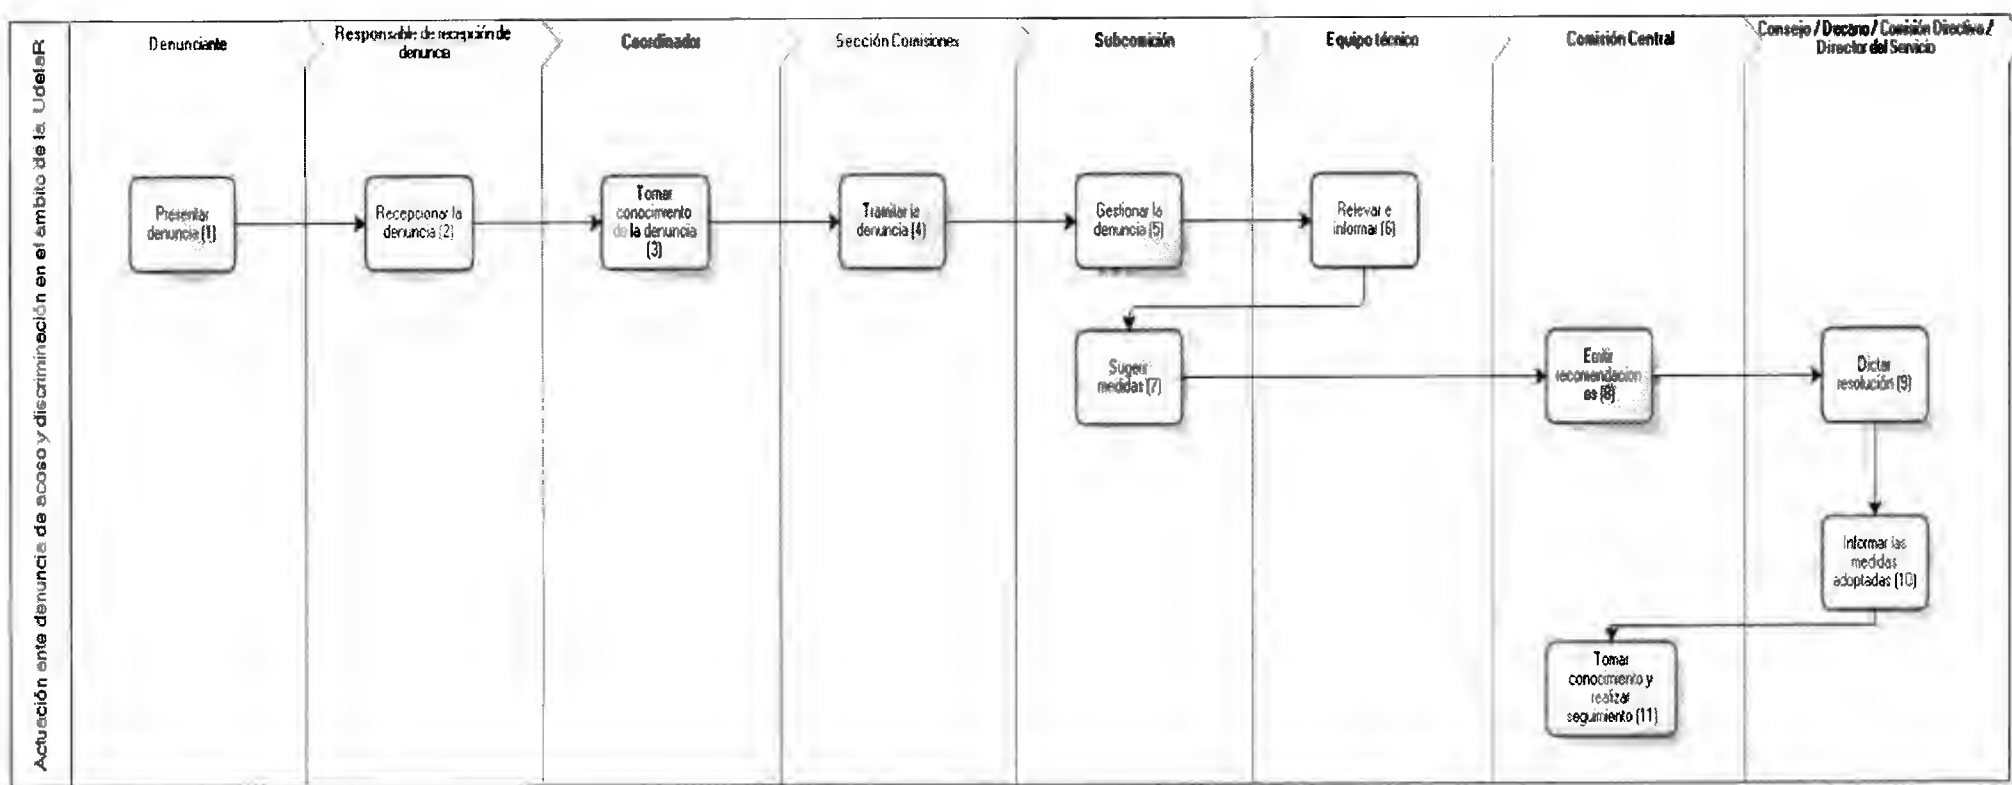 Actuación ante denuncia de acoso y discriminación en el ámbito de la UdelaR
Denunciante
Responsable de recepción de
denuncia
Coordinador
Sección Comisiones
Subcomisión
Equipo técnico
Comisión Central
Consejo / Decano / Comisión Directiva /
Director del Servicio
Presentar
denuncia (1)
Recepcionar la
denuncia (2)
Tomar
conocimiento
de la denuncia
(3)
Tramitar la
denuncia (4)
Gestionar la
denuncia (5)
Relevar e
informar (6)
Sugerir
medidas (7)
Emitir
recomendacion
es (8)
Dictar
resolución (9)
Informar las
medidas
adoptadas (10)
Tomar
conocimiento y
realizar
seguimiento (11)